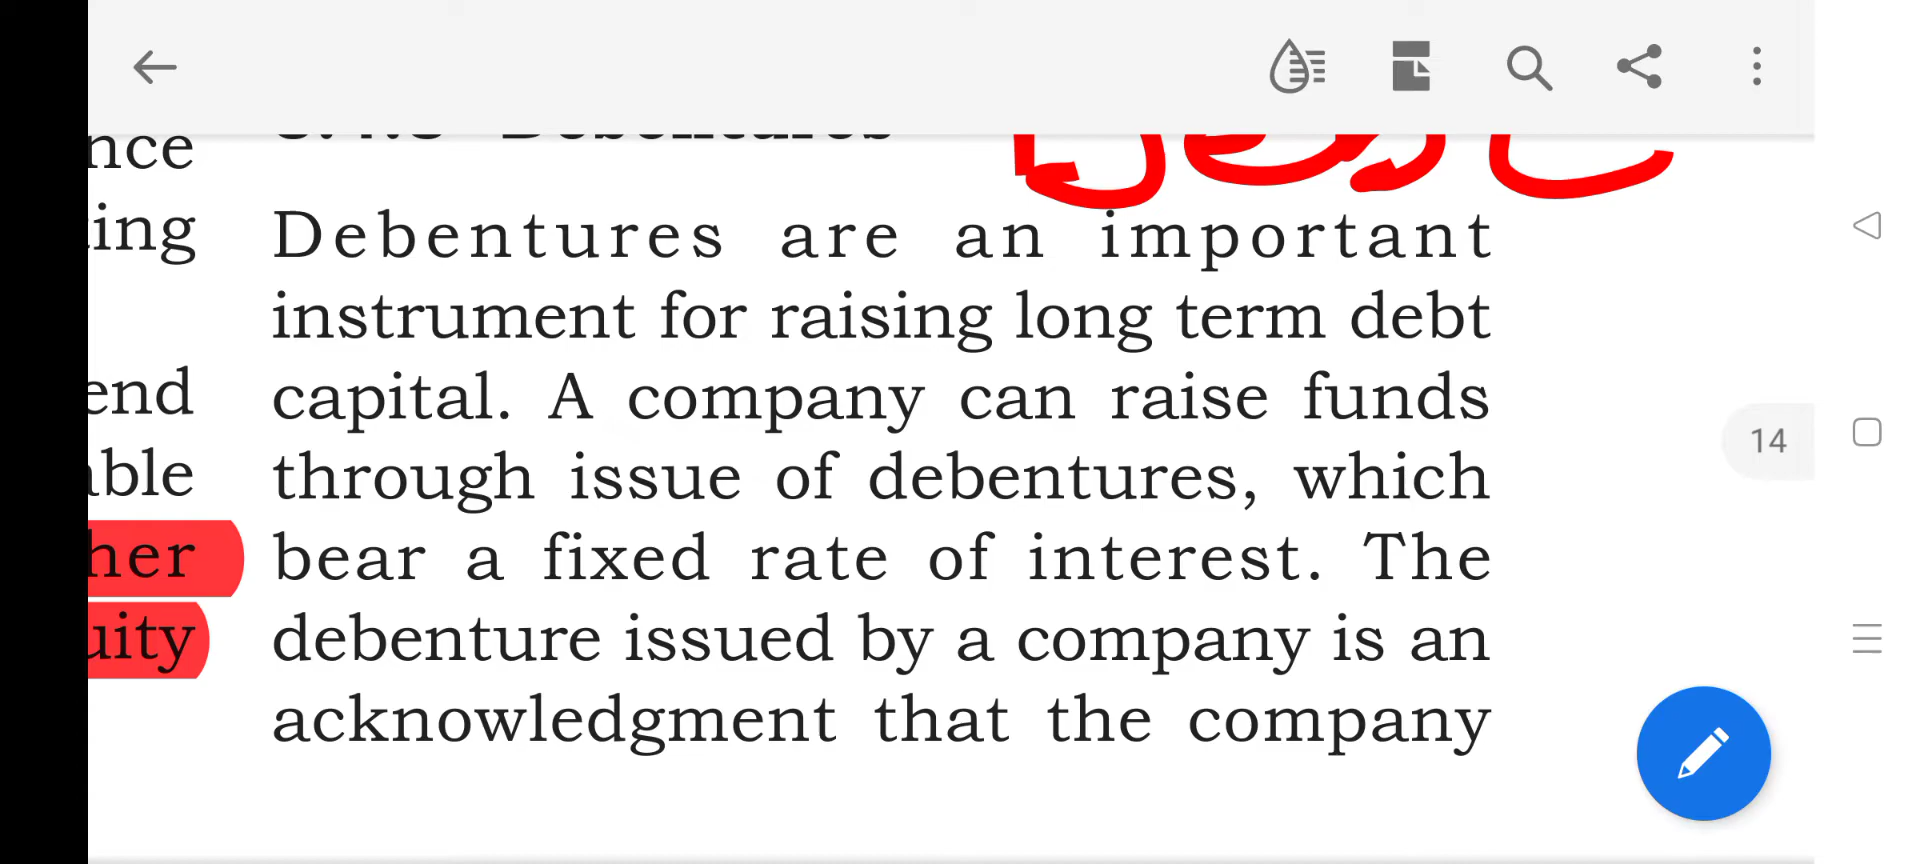 nce
ing
end
able
her
uity
Debentures
Debentures are an important
instrument for raising long term debt
capital. A company can raise funds
through issue of debentures, which
bear a fixed rate of interest. The
debenture issued by a company is an
acknowledgment that the company
14